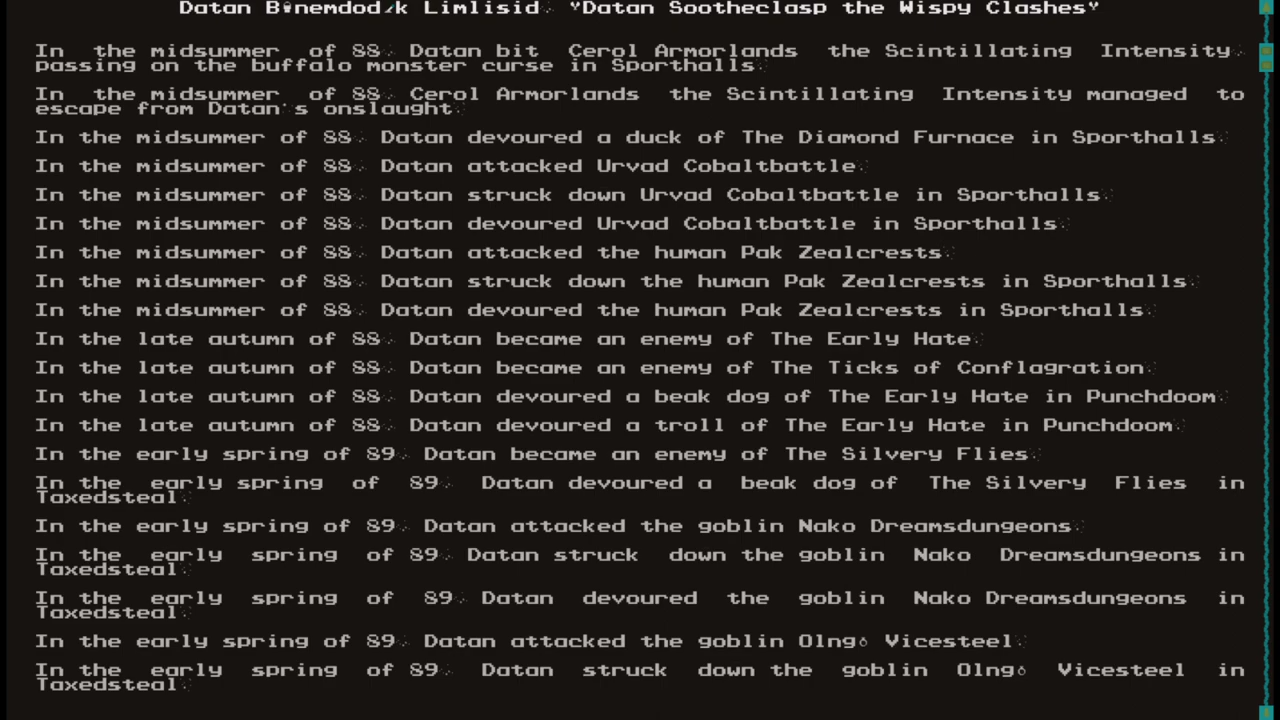 Datan Limlisid "Datan Sootheclasp the Wispy Clashes"
In the midsummer of 88, Datan bit Cerol Armorlands the Scintillating Intensity,
passing on the buffalo monster curse in Sporthalls.
In the midsummer of 88, Cerol Armorlands the Scintillating Intensity managed to
escape from Datan's onslaught.
In the midsummer of 88, Datan devoured a duck of The Diamond Furnace in Sporthalls.
In the midsummer of 88, Datan attacked Urvad Cobaltbattle.
In the midsummer of 88, Datan struck down Urvad Cobaltbattle in Sporthalls.
In the midsummer of 88, Datan devoured Urvad Cobaltbattle in Sporthalls.
In the midsummer of 88, Datan attacked the human Pak Zealcrests.
In the midsummer of 88, Datan struck down the human Pak Zealcrests in Sporthalls.
In the midsummer of 88, Datan devoured the human Pak Zealcrests in Sporthalls.
In the late autumn of 88, Datan became an enemy of The Early Hate.
In the late autumn of 88, Datan became an enemy of The Ticks of Conflagration.
In the late autumn of 88, Datan devoured a beak dog of The Early Hate in Punchdoom.
In the late autumn of 88, Datan devoured a troll of The Early Hate in Punchdoom.
In the early spring of 89, Datan became an enemy of The Silvery Flies.
In the early spring of 89, Datan devoured a beak dog of The Silvery Flies in
Taxedsteal.
In the early spring of 89, Datan attacked the goblin Nako Dreamsdungeons.
In the early spring of 89, Datan struck down the goblin Nako Dreamsdungeons in
Taxedsteal.
In the early spring of 89, Datan devoured the goblin Nako Dreamsdungeons in
Taxedsteal.
In the early spring of 89, Datan attacked the goblin Vicesteel.
In the early spring of 89, Datan struck down the goblin Vicesteel in
Taxedsteal.